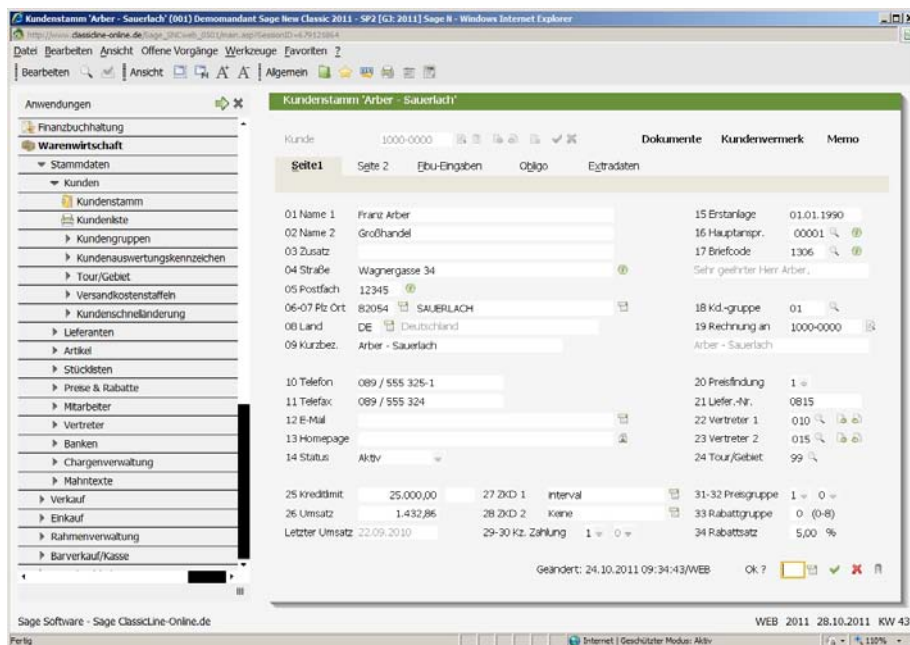 Kundenstamm 'Arber - Sauerlach' (001) Demomandant Sage New Classic 2011 - SP2 [G3: 2011] Sage N - Windows Internet Explorer
Datei Bearbeiten Ansicht Offene Vorgänge Werkzeuge Favoriten ?
Bearbeiten Ansicht Allgemein
Anwendungen
Finanzbuchhaltung
Warenwirtschaft
Stammdaten
Kunden
Kundenstamm
Kundenliste
Kundengruppen
Kundenauswertungskennzeichen
Tour/Gebiet
Versandkostenstaffeln
Kundenschnelländerung
Lieferanten
Artikel
Stücklisten
Preise & Rabatte
Mitarbeiter
Vertreter
Banken
Chargenverwaltung
Mahntexte
Verkauf
Einkauf
Rahmenverwaltung
Barverkauf/Kasse
Kundenstamm 'Arber - Sauerlach'
Kunde 1000-0000 Dokumente Kundenvermerk Memo
Seite1 Seite 2 Fibu-Eingaben Obligo Extradaten
01 Name 1 Franz Arber 15 Erstanlage 01.01.1990
02 Name 2 Großhandel 16 Hauptanspr. 00001
03 Zusatz 17 Briefcode 1306
04 Straße Wagnergasse 34 Sehr geehrter Herr Arber,
05 Postfach 12345
06-07 Plz Ort 82054 SAUERLACH 18 Kd.-gruppe 01
08 Land DE Deutschland 19 Rechnung an 1000-0000
09 Kurzbez. Arber - Sauerlach Arber - Sauerlach
10 Telefon 089 / 555 325-1 20 Preisfindung 1
11 Telefax 089 / 555 324 21 Liefer.-Nr. 0815
12 E-Mail 22 Vertreter 1 010
13 Homepage 23 Vertreter 2 015
14 Status Aktiv 24 Tour/Gebiet 99
25 Kreditlimit 25.000,00 27 ZKD 1 interval 31-32 Preisgruppe 1 0
26 Umsatz 1.432,86 28 ZKD 2 Keine 33 Rabattgruppe 0 (0-8)
Letzter Umsatz 22.09.2010 29-30 Kz. Zahlung 1 0 34 Rabattsatz 5,00 %
Geändert: 24.10.2011 09:34:43/WEB Ok ?
Sage Software - Sage ClassicLine-Online.de WEB 2011 28.10.2011 KW 43
Fertig Internet | Geschützter Modus: Aktiv 110%